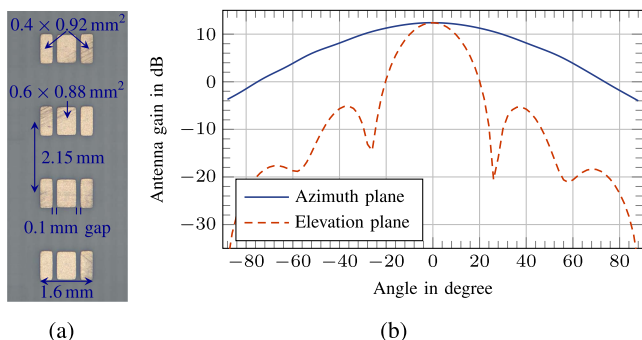 0.4 × 0.92 mm²
0.6 × 0.88 mm²
2.15 mm
0.1 mm gap
1.6 mm
(a)
Antenna gain in dB
10
0
−10
−20
−30
Azimuth plane
Elevation plane
−80 −60 −40 −20 0 20 40 60 80
Angle in degree
(b)